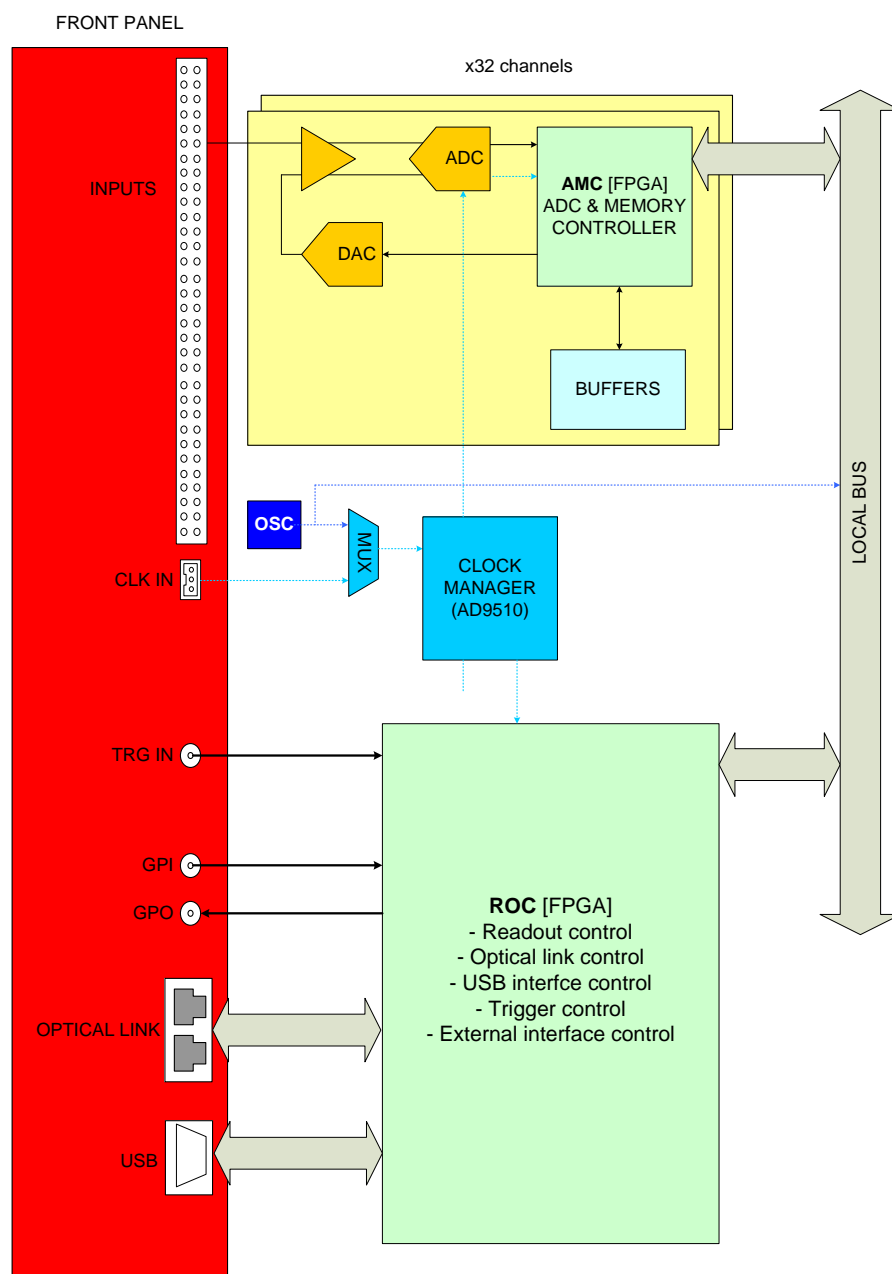 FRONT PANEL
x32 channels
INPUTS
ADC
AMC [FPGA]
ADC & MEMORY
CONTROLLER
DAC
BUFFERS
LOCAL BUS
OSC
MUX
CLOCK
MANAGER
(AD9510)
CLK IN
TRG IN
GPI
GPO
ROC [FPGA]
- Readout control
- Optical link control
- USB interfce control
- Trigger control
- External interface control
OPTICAL LINK
USB